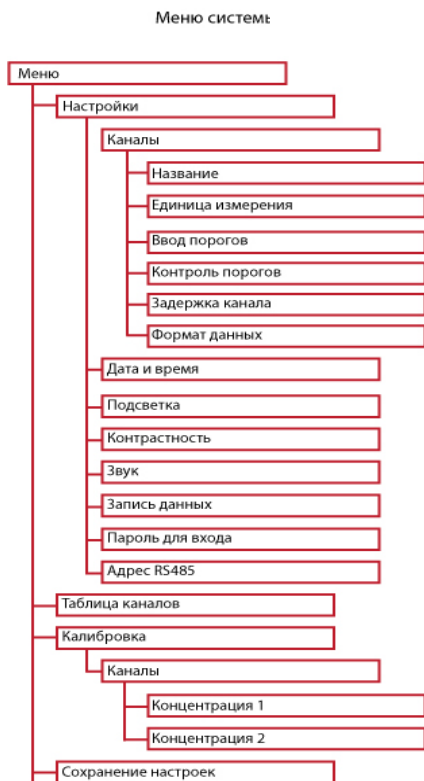 Меню системы
Меню
Настройки
Каналы
Название
Единица измерения
Ввод порогов
Контроль порогов
Задержка канала
Формат данных
Дата и время
Подсветка
Контрастность
Звук
Запись данных
Пароль для входа
Адрес RS485
Таблица каналов
Калибровка
Каналы
Концентрация 1
Концентрация 2
Сохранение настроек